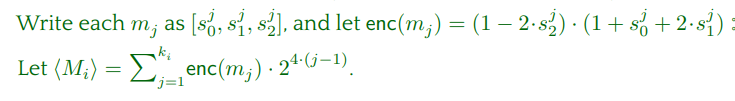 Write each m_j as [s_0^j, s_1^j, s_2^j], and let enc(m_j) = (1 − 2·s_2^j) · (1 + s_0^j + 2·s_1^j) :
Let ⟨M_i⟩ = ∑_{j=1}^{k_i} enc(m_j) · 2^{4·(j−1)}.